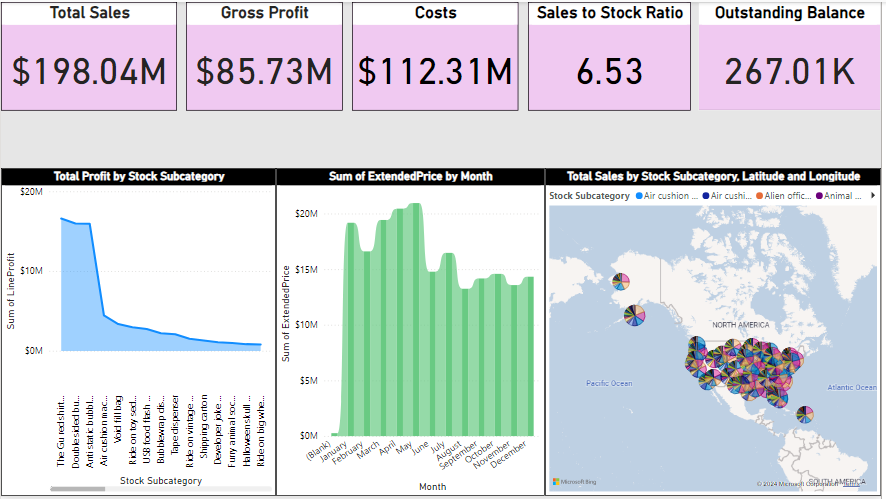 Total Sales
Gross Profit
Costs
Sales to Stock Ratio
Outstanding Balance
$198.04M
$85.73M
$112.31M
6.53
267.01K
Total Profit by Stock Subcategory
$20M
$10M
$0M
Sum of LineProfit
The Gu red shirt...
Double sided bu...
Anti static bubbl...
Air cushion mac...
Void fill bag
Ride on toy sed...
USB food flash ...
Bubblewrap dis...
Tape dispenser
Ride on vintage ...
Shipping carton
Developer joke ...
Furry animal soc...
Halloween skull ...
Ride on big whe...
Stock Subcategory
Sum of ExtendedPrice by Month
$20M
$15M
$10M
$5M
$0M
Sum of ExtendedPrice
(Blank)
January
February
March
April
May
June
July
August
September
October
November
December
Month
Total Sales by Stock Subcategory, Latitude and Longitude
Stock Subcategory
Air cushion ...
Air cushi...
Alien offic...
Animal ...
NORTH AMERICA
Pacific Ocean
Atlantic Ocean
SOUTH AMERICA
Microsoft Bing
© 2024 Microsoft Corporation Terms